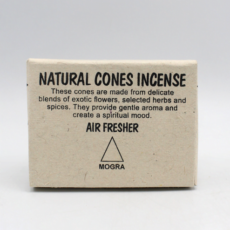 NATURAL CONES INCENSE
These cones are made from delicate
blends of exotic flowers, selected herbs and
spices. They provide gentle aroma and
create a spiritual mood.
AIR FRESHER
MOGRA